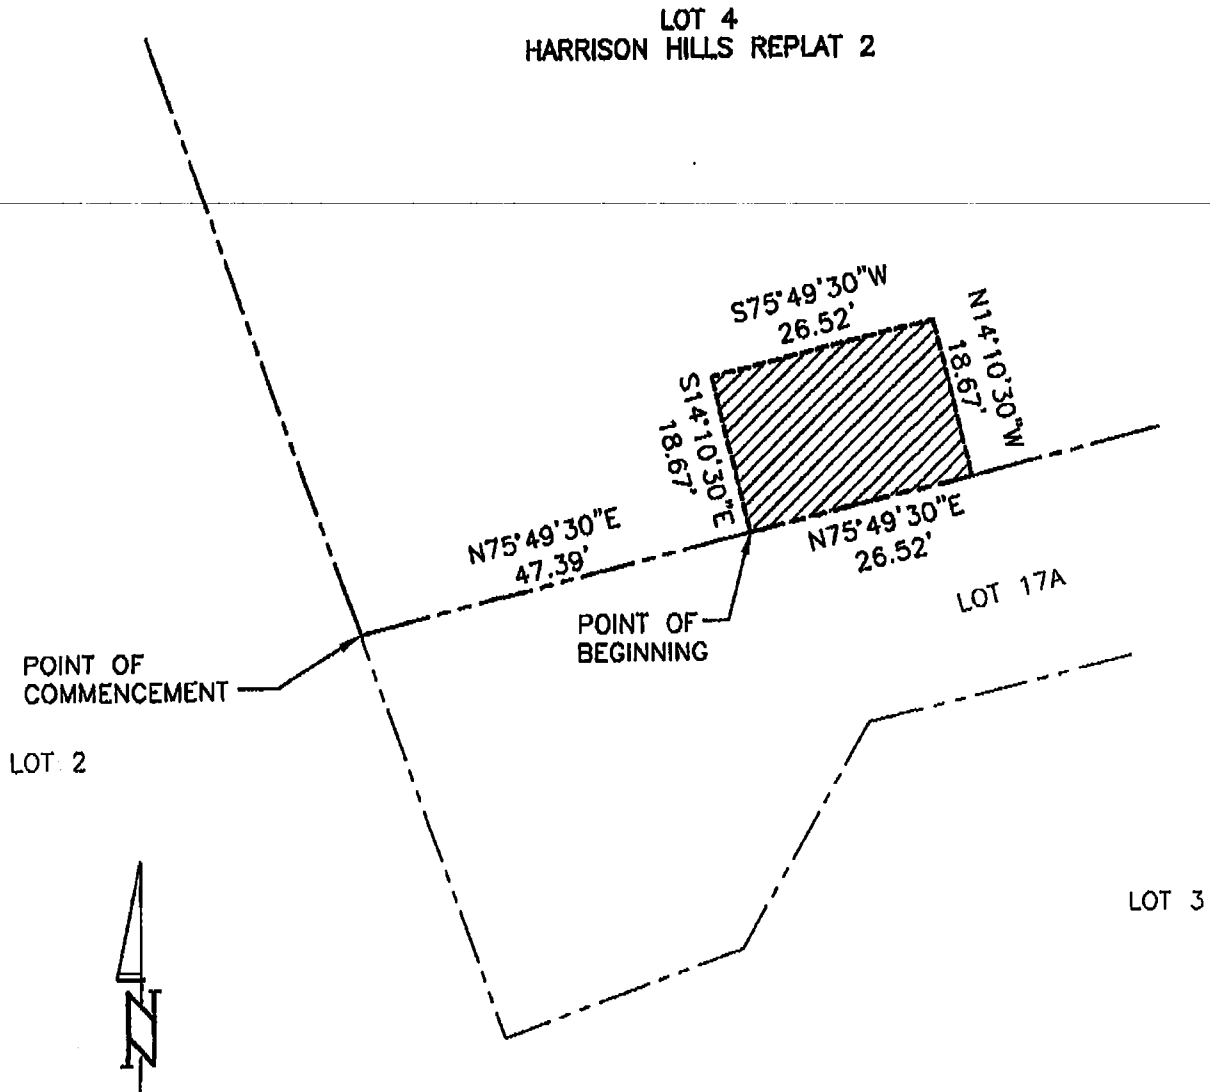 LOT 4
HARRISON HILLS REPLAT 2
S75°49'30"W
26.52'
N14°10'30"W
18.67'
S14°10'30"E
18.67'
N75°49'30"E
47.39'
N75°49'30"E
26.52'
LOT 17A
POINT OF
BEGINNING
POINT OF
COMMENCEMENT
LOT 2
LOT 3
N